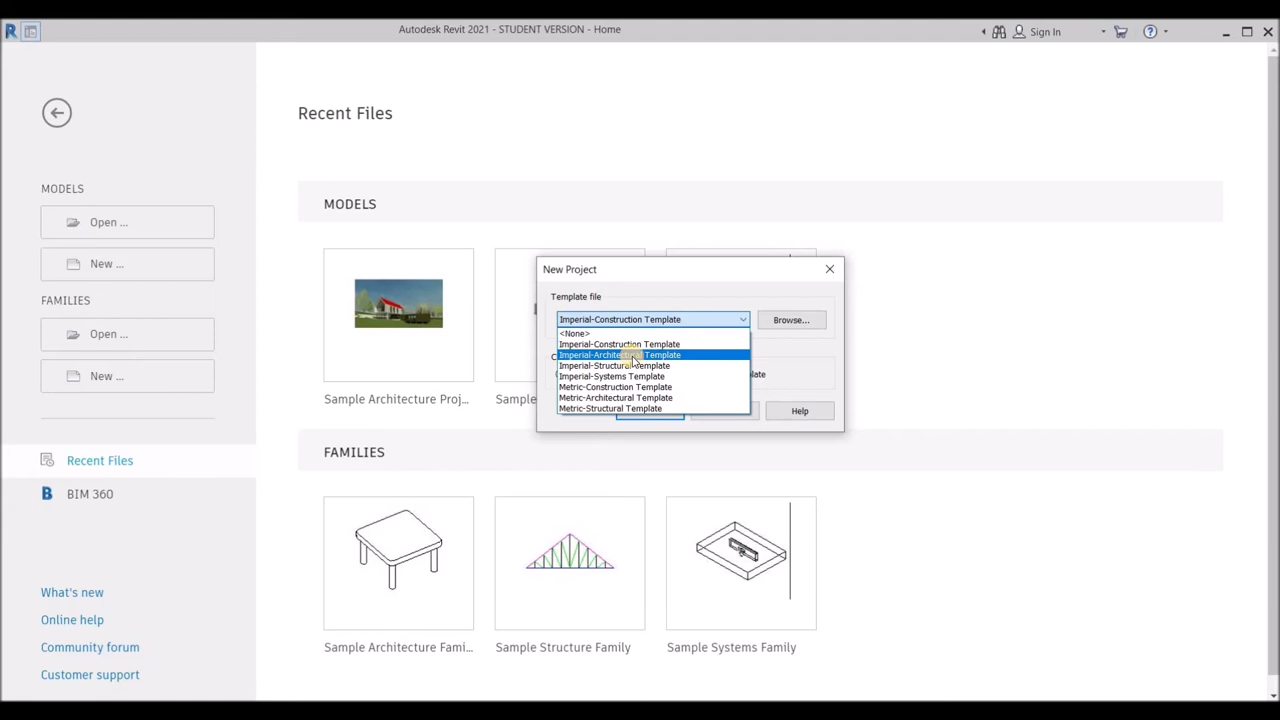 Autodesk Revit 2021 - STUDENT VERSION - Home
Sign In
Recent Files
MODELS
Open ...
New ...
FAMILIES
Open ...
New ...
Recent Files
BIM 360
What's new
Online help
Community forum
Customer support
MODELS
Sample Architecture Proj...
New Project
Template file
Imperial-Construction Template
Browse...
<None>
Imperial-Construction Template
Imperial-Architectural Template
Imperial-Structural Template
Imperial-Systems Template
Metric-Construction Template
Metric-Architectural Template
Metric-Structural Template
Help
FAMILIES
Sample Architecture Fami...
Sample Structure Family
Sample Systems Family